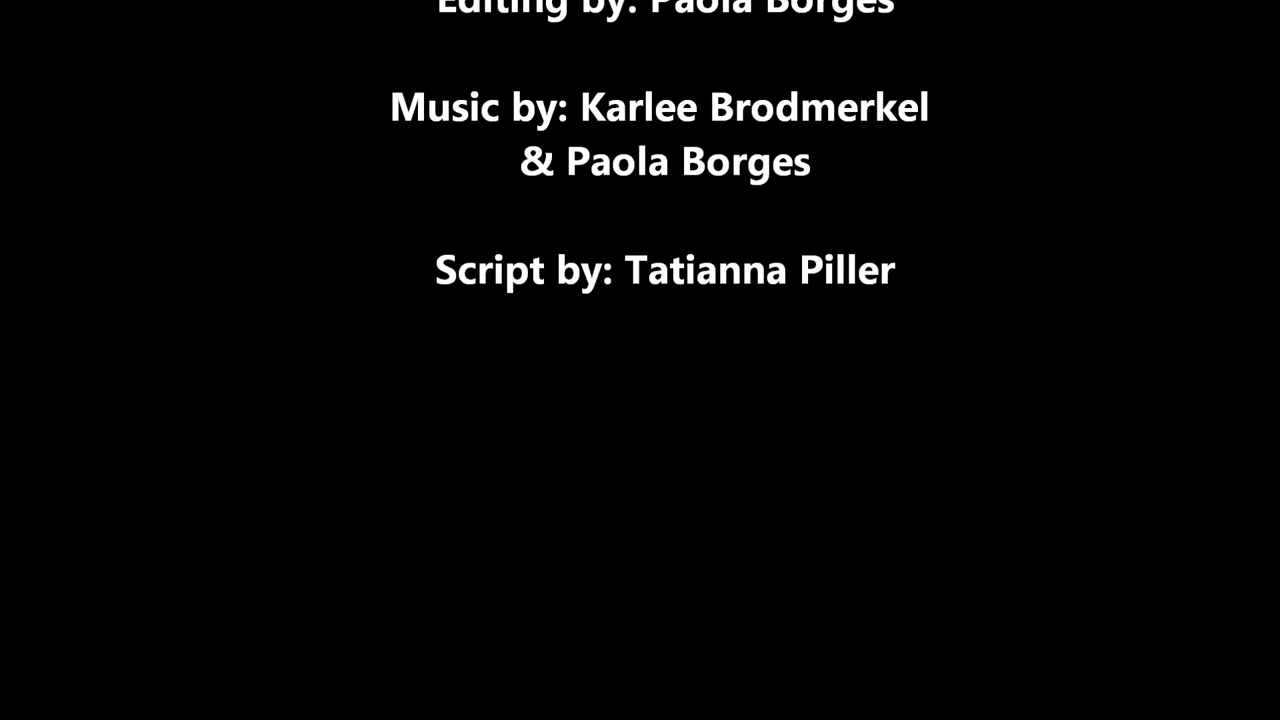 Editing by: Paola Borges
Music by: Karlee Brodmerkel
& Paola Borges
Script by: Tatianna Piller